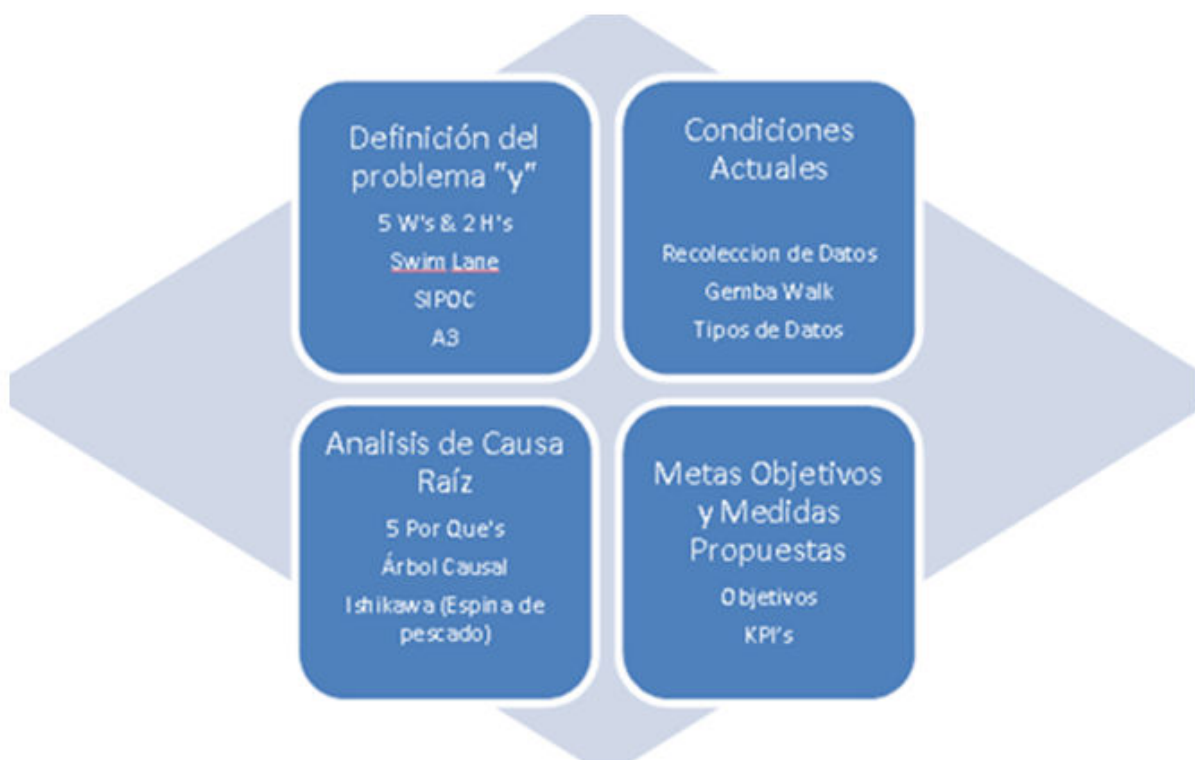 Definición del
problema "y"
5 W's & 2 H's
Swim Lane
SIPOC
A3
Condiciones
Actuales
Recoleccion de Datos
Gemba Walk
Tipos de Datos
Analisis de Causa
Raíz
5 Por Que's
Árbol Causal
Ishikawa (Espina de
pescado)
Metas Objetivos
y Medidas
Propuestas
Objetivos
KPI's